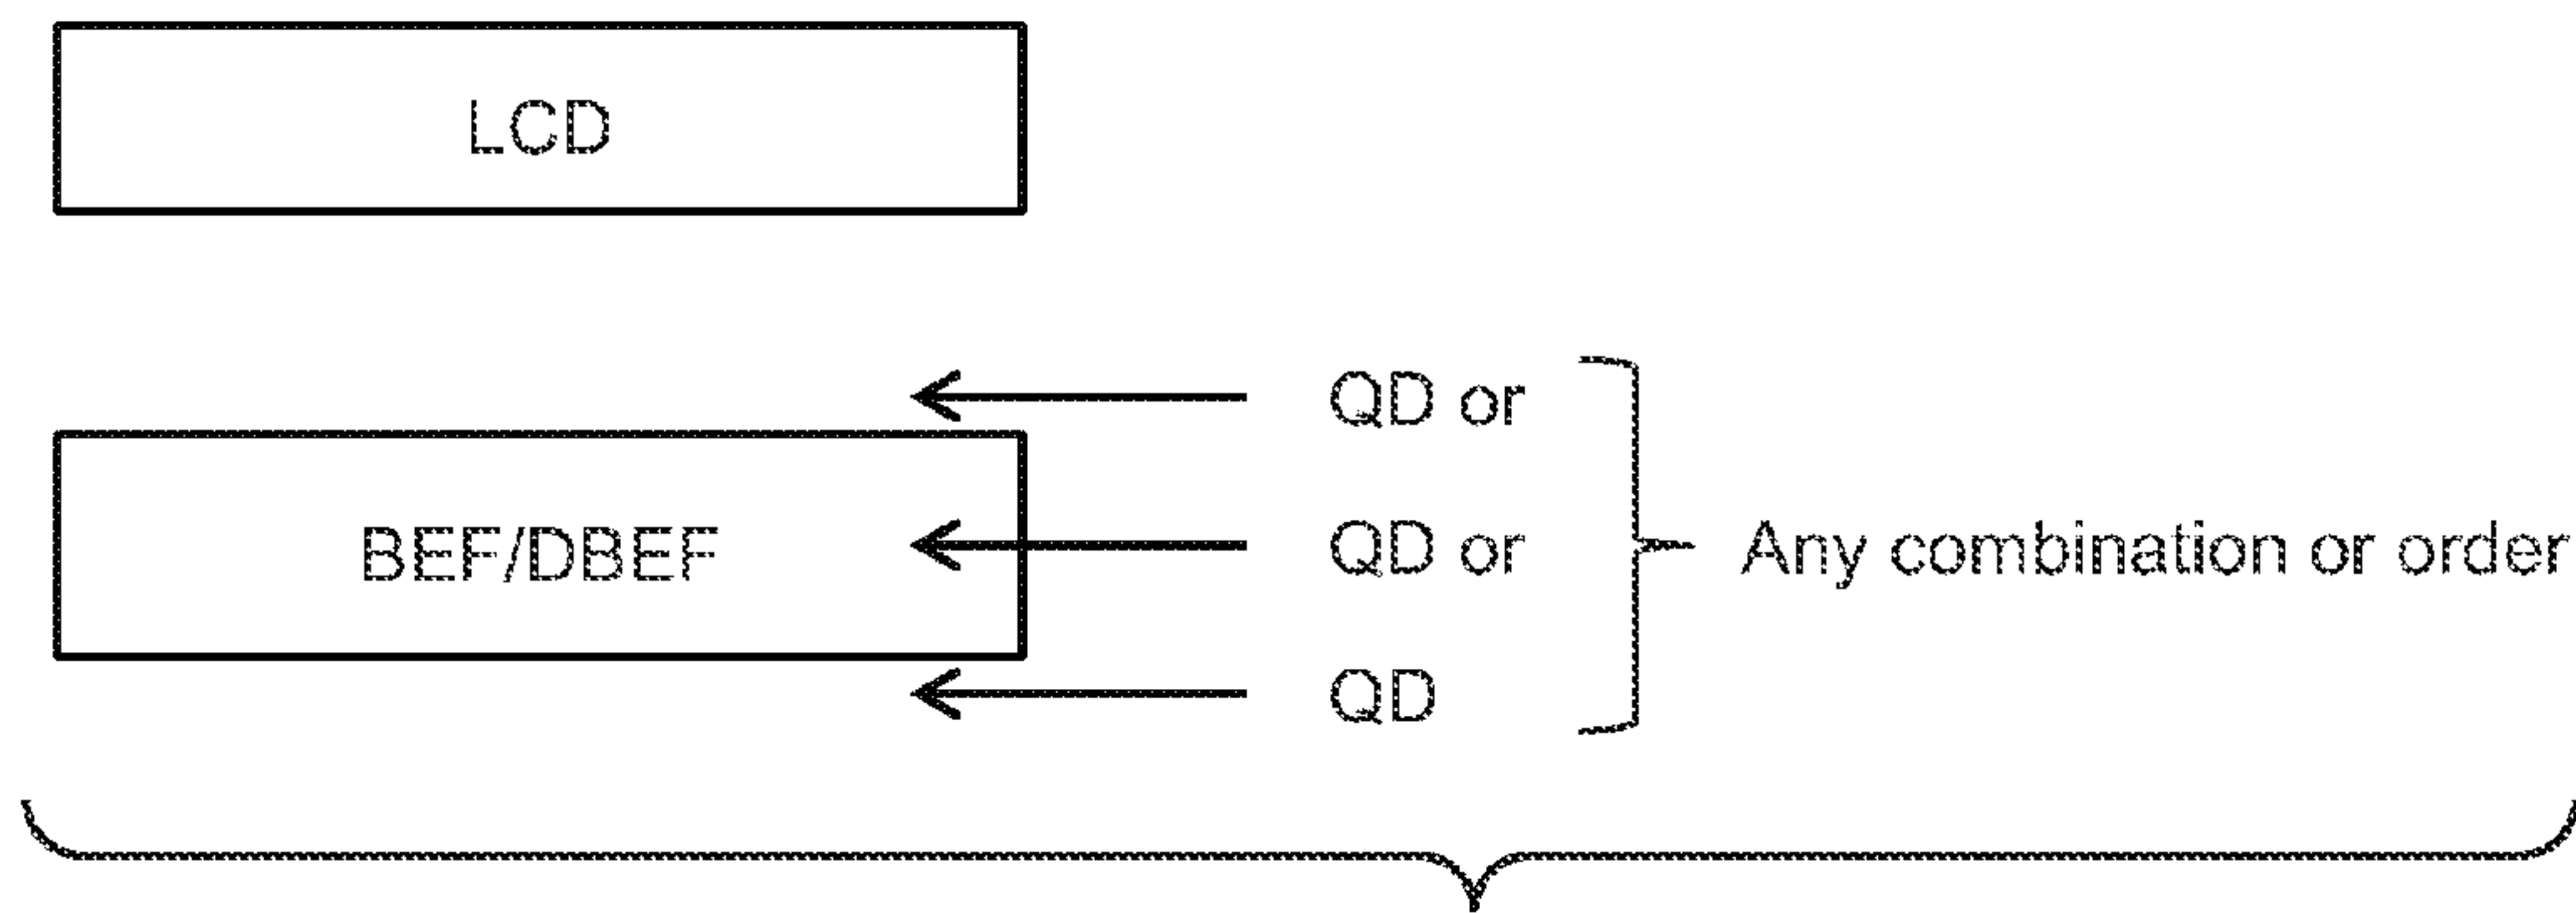 LCD
QD or
BEF/DBEF
QD or
Any combination or order
QD